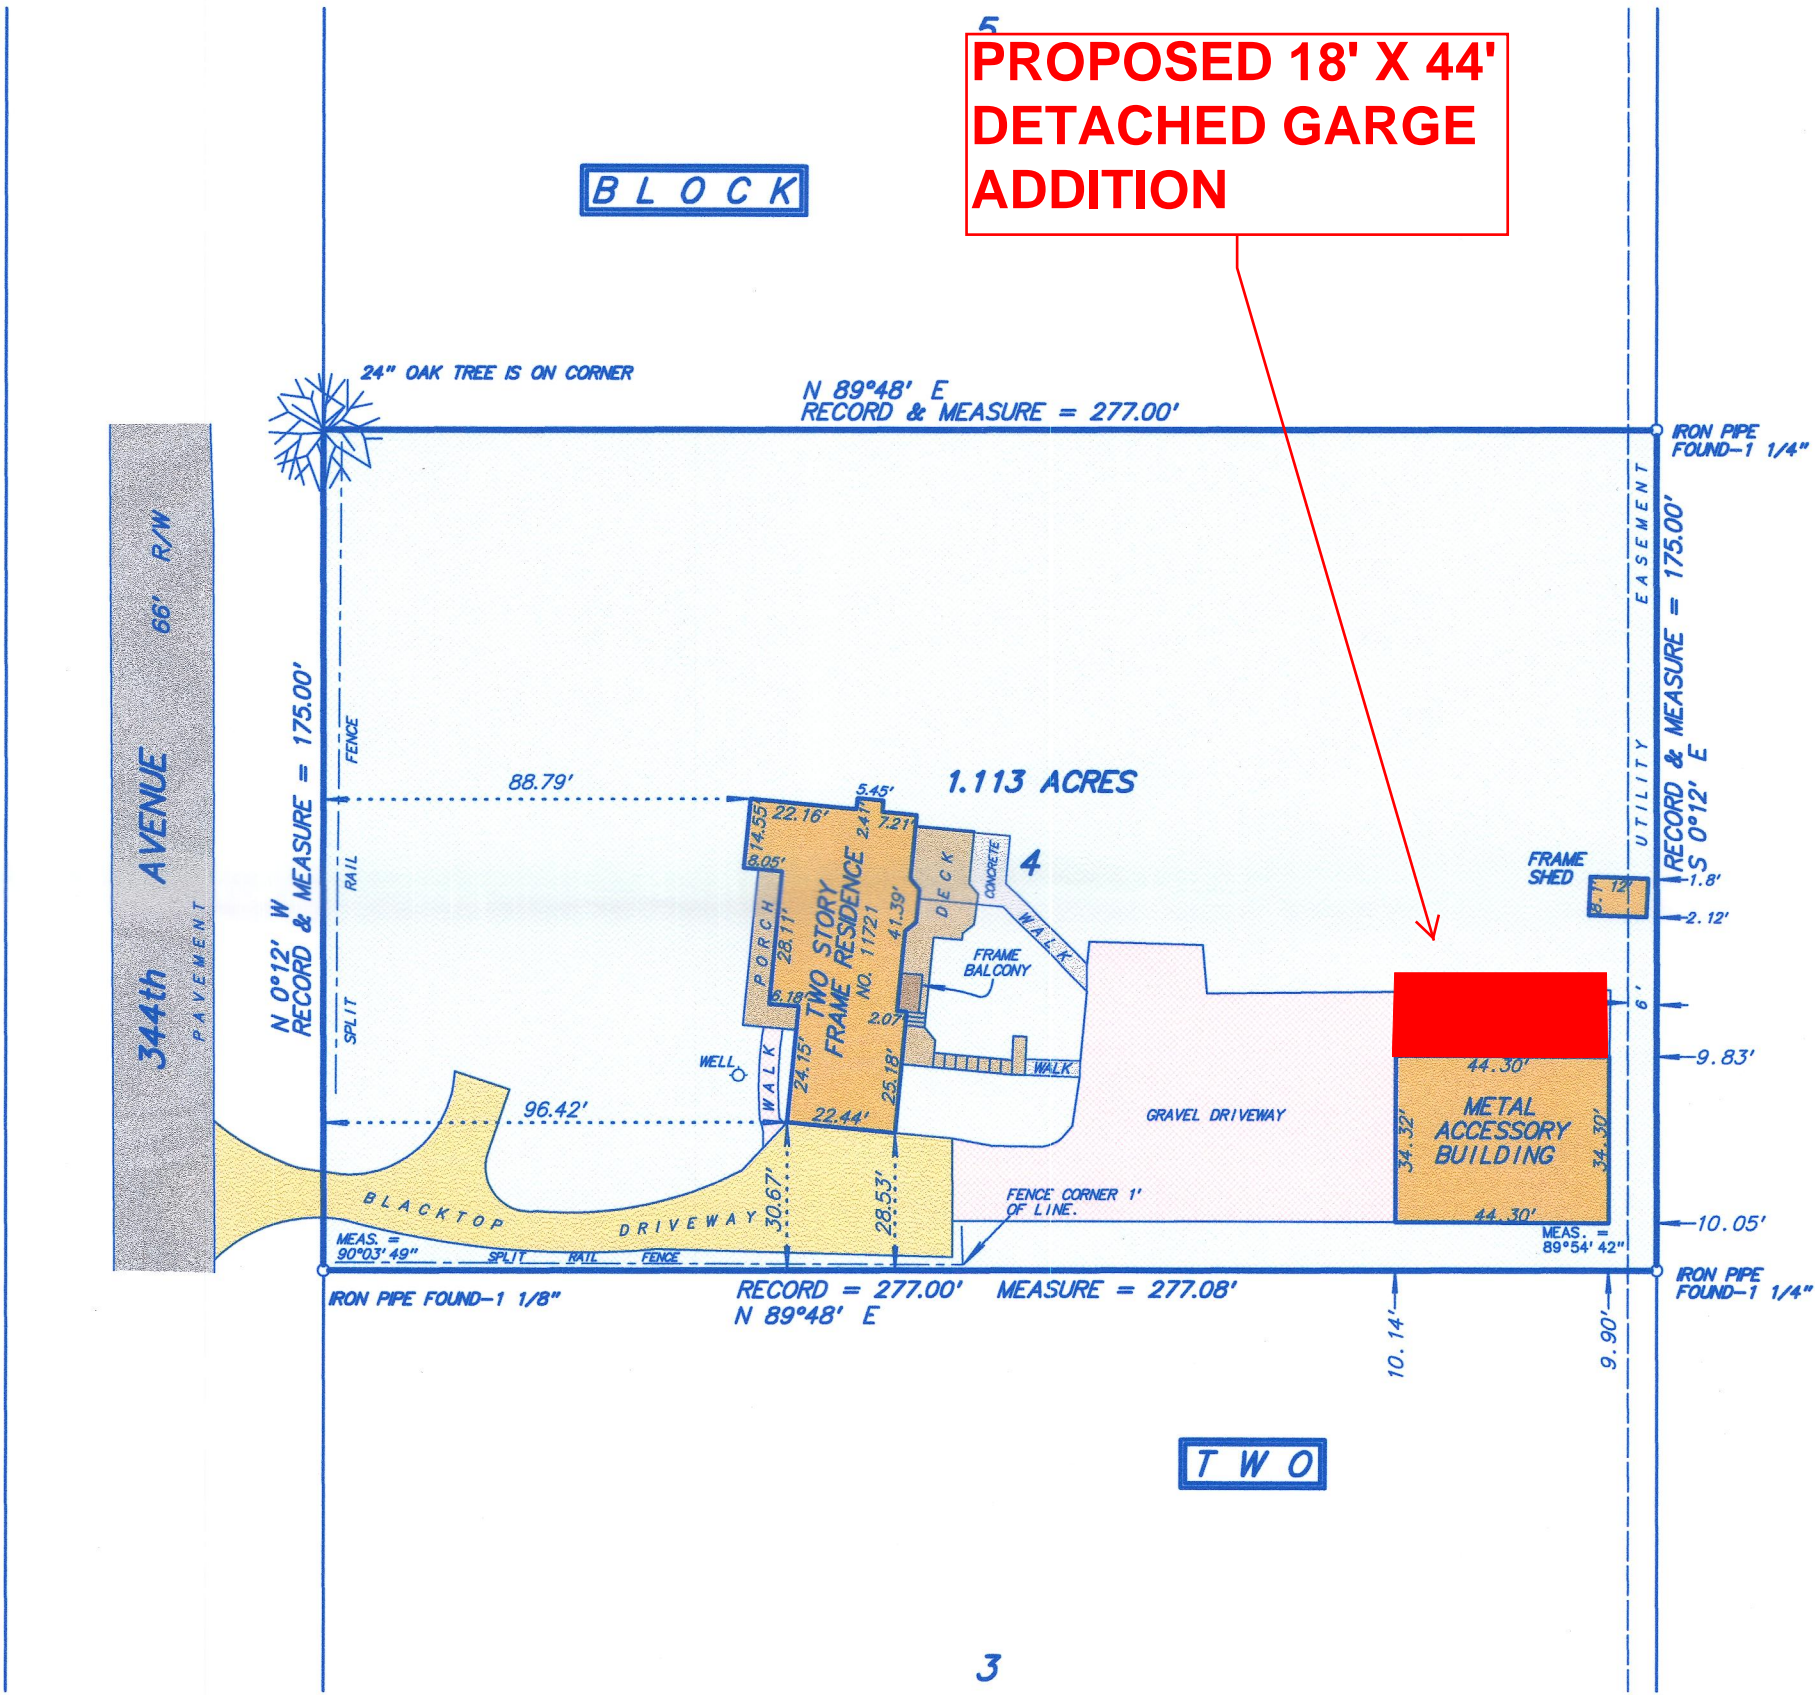 5
PROPOSED 18' X 44'
DETACHED GARGE
ADDITION
BLOCK
24" OAK TREE IS ON CORNER
N 89°48' E
RECORD & MEASURE = 277.00'
IRON PIPE
FOUND-1 1/4"
344th AVENUE 66' R/W
PAVEMENT
N 0°12' W
RECORD & MEASURE = 175.00'
SPLIT RAIL FENCE
UTILITY EASEMENT
RECORD & MEASURE = 175.00'
S 0°12' E
88.79'
1.113 ACRES
5.45'
22.16'
2.41'
7.21'
14.55'
8.05'
4
PORCH
28.11'
TWO STORY
FRAME RESIDENCE
NO. 11721
41.39'
DECK
CONCRETE
WALK
FRAME
BALCONY
6.18'
2.07'
24.15'
25.18'
22.44'
WELL
WALK
WALK
FRAME
SHED
8.1'
12'
1.8'
2.12'
6'
9.83'
96.42'
GRAVEL DRIVEWAY
44.30'
METAL
ACCESSORY
BUILDING
34.32'
34.30'
44.30'
10.05'
BLACKTOP DRIVEWAY
30.67'
28.53'
FENCE CORNER 1'
OF LINE.
MEAS. =
90°03'49"
SPLIT RAIL FENCE
MEAS. =
89°54'42"
IRON PIPE FOUND-1 1/8"
RECORD = 277.00' MEASURE = 277.08'
N 89°48' E
IRON PIPE
FOUND-1 1/4"
10.14'
9.90'
TWO
3